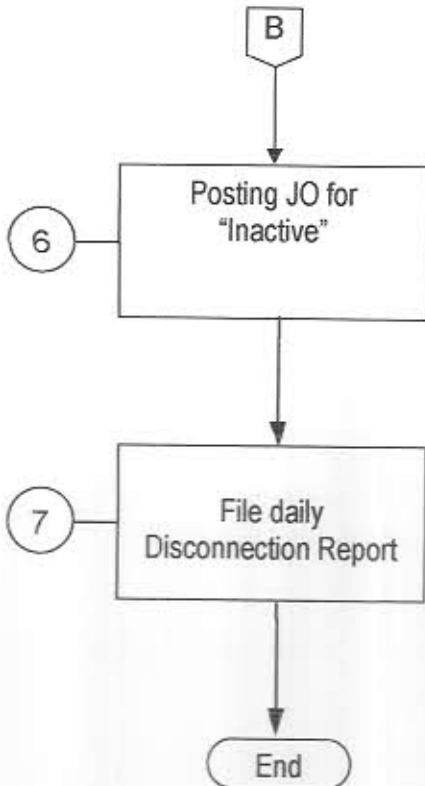 B
Posting JO for
“Inactive”
6
File daily
7
Disconnection Report
End